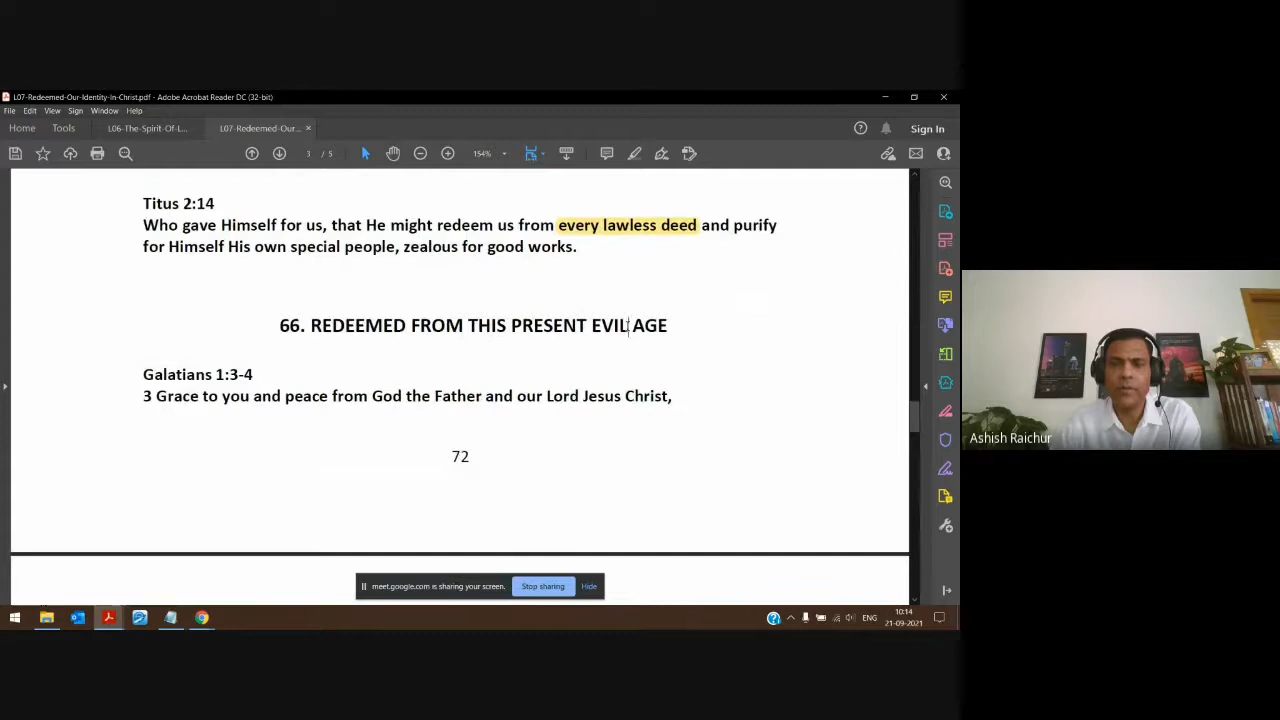 L07-Redeemed-Our-Identity-In-Christ.pdf - Adobe Acrobat Reader DC (32-bit)
File Edit View Sign Window Help
Home Tools L06-The-Spirit-Of-L... L07-Redeemed-Our... × Sign In
3 / 5 154%
Titus 2:14
Who gave Himself for us, that He might redeem us from every lawless deed and purify
for Himself His own special people, zealous for good works.
66. REDEEMED FROM THIS PRESENT EVIL AGE
Galatians 1:3-4
3 Grace to you and peace from God the Father and our Lord Jesus Christ,
72
Ashish Raichur
meet.google.com is sharing your screen. Stop sharing Hide
ENG
10:14
21-09-2021